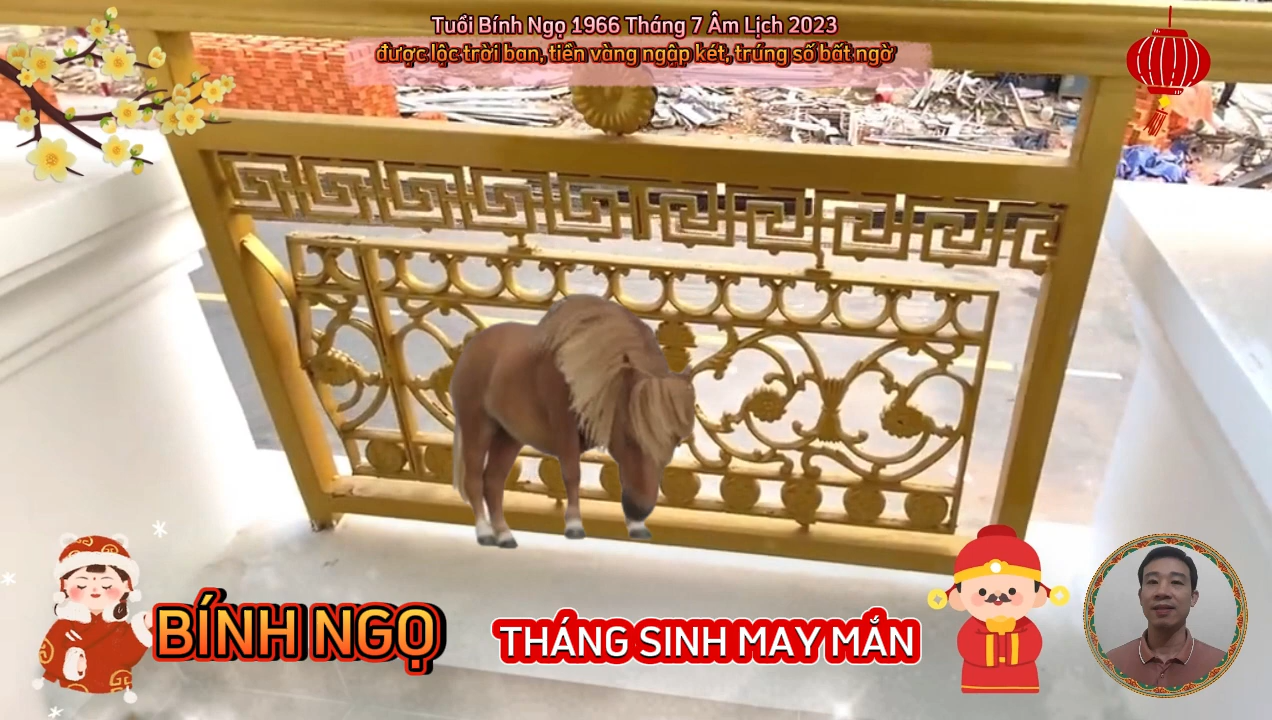 Tuổi Bính Ngọ 1966 Tháng 7 Âm Lịch 2023
được lộc trời ban, tiền vàng ngập két, trúng số bất ngờ
BÍNH NGỌ
THÁNG SINH MAY MẮN